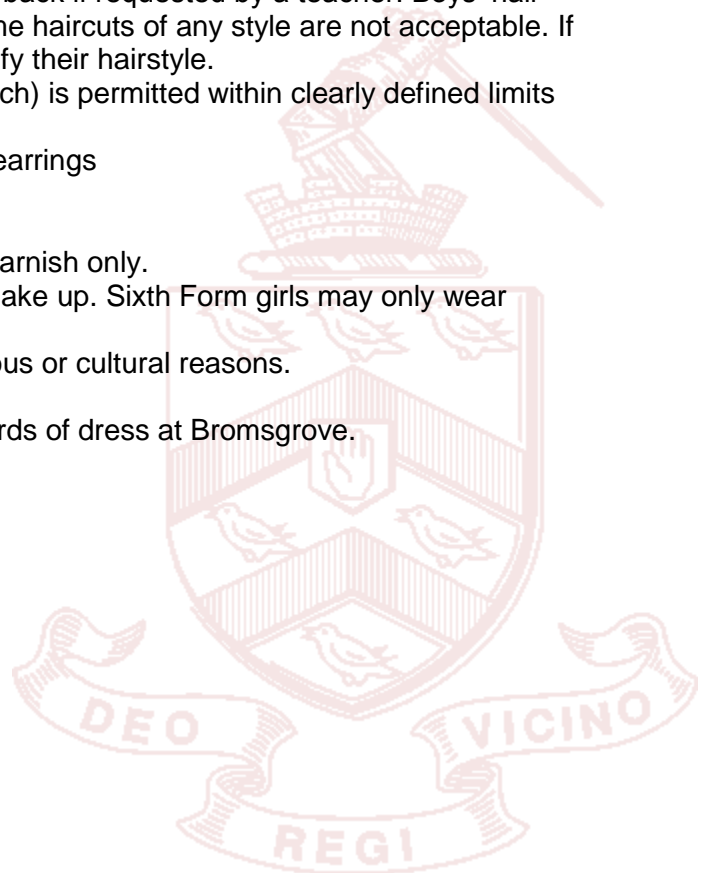 back if requested by a teacher. Boys' hair
ne haircuts of any style are not acceptable. If
fy their hairstyle.
ch) is permitted within clearly defined limits
earrings
arnish only.
ake up. Sixth Form girls may only wear
ous or cultural reasons.
rds of dress at Bromsgrove.
DEO
VICINO
REGI